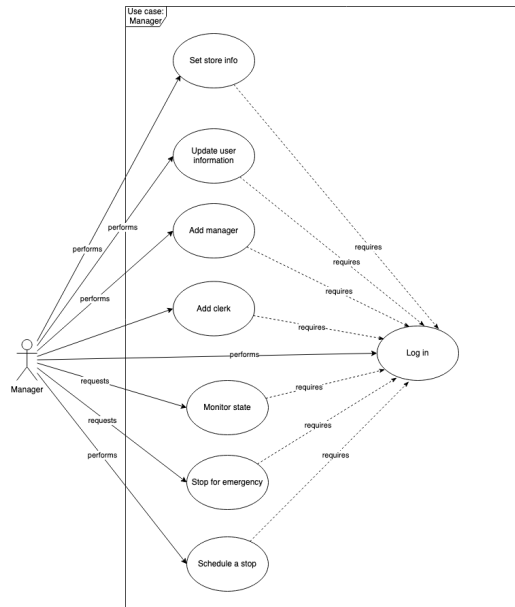 Use case:
Manager
Set store info
Update user
information
performs
Add manager
performs
requires
requires
performs
requires
Add clerk
requires
performs
Log in
Manager
requests
requires
Monitor state
requests
requires
performs
requires
Stop for emergency
Schedule a stop